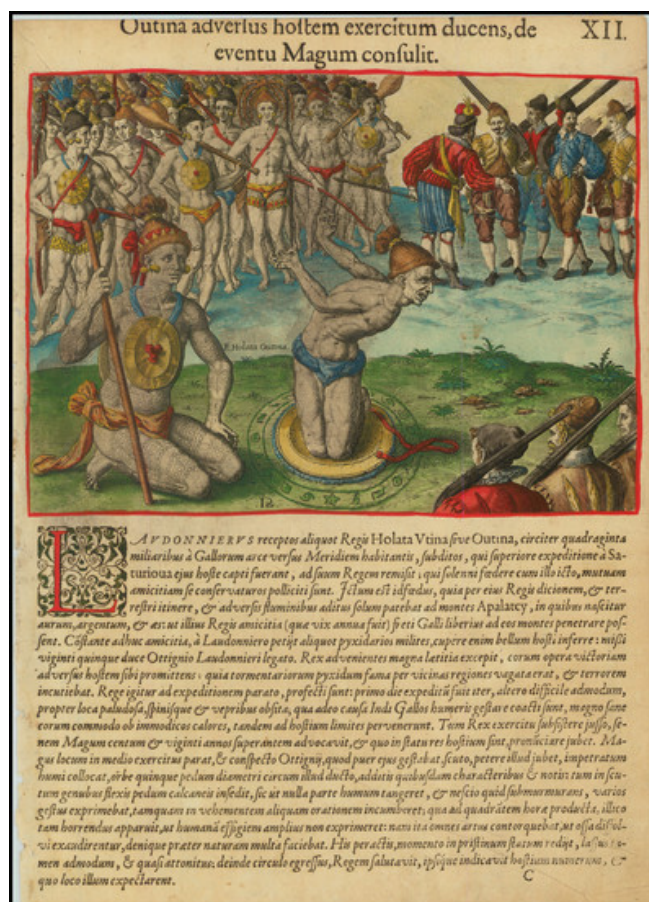 Outina adversus hostem exercitum ducens, de
eventu Magum consulit.
XII.
R. Holata Outina.
12
LAVDONNIERVS receptos aliquot Regis Holata Vtina sive Outina, circiter quadraginta
miliaribus à Gallorum arce versus Meridiem habitantis, subditos, qui superiore expeditione à Sa-
turioua ejus hoste capti fuerant, ad suum Regem remisit: qui solenni fœdere cum illo icto, mutuam
amicitiam se conservaturos polliciti sunt. Ictum est id fœdus, quia per eius Regis dicionem, & ter-
restri itinere, & adversis fluminibus aditus solum patebat ad montes Apalatcy, in quibus nascitur
aurum, argentum, & æs: ut illius Regis amicitia (quæ vix annua fuit) freti Galli liberius ad eos montes penetrare pos-
sent. Cõstante adhuc amicitia, à Laudonniero petijt aliquot pyxidarios milites, cupere enim bellum hosti inferre: missi
viginti quinque duce Ottignio Laudonnieri legato. Rex advenientes magna lætitia excepit, eorum opera victoriam
adversus hostem sibi promittens: quia tormentariorum pyxidum fama per vicinas regiones vagata erat, & terrorem
incutiebat. Rege igitur ad expeditionem parato, profecti sunt: primo die expeditũ fuit iter, altero difficile admodum,
propter loca paludosa, spinisque & vepribus obsita, qua adeo causa Indi Gallos humeris gestare coacti sunt, magno sane
eorum commodo ob immodicos calores, tandem ad hostium limites pervenerunt. Tum Rex exercitu subsistere jusso, se-
nem Magum centum & viginti annos superantem advocavit, & quo in statu res hostium sint, pronũciare jubet. Ma-
gus locum in medio exercitus parat, & conspecto Ottignij, quod puer ejus gestabat, scuto, petere illud jubet, impetratum
humi collocat, orbe quinque pedum diametri circum illud ducto, additis quibusdam characteribus & notis: tum in scu-
tum genubus flexis pedum calcaneis insedit, sic ut nulla parte humum tangeret, & nescio quid submurmurans, varios
gestus exprimebat, tamquam in vehementem aliquam orationem incumberet: qua ad quadrãtem horæ producta, illico
tam horrendus apparuit, ut humanã effigiem amplius non exprimeret: nam ita omnes artus contorquebat, ut ossa dissol-
vi exaudirentur, denique præter naturam multa faciebat. His peractis, momento in pristinum statum redijt, lassus ta-
men admodum, & quasi attonitus: deinde circulo egressus, Regem salutavit, ipsique indicavit hostium numerum, &
quo loco illum expectarent.
C